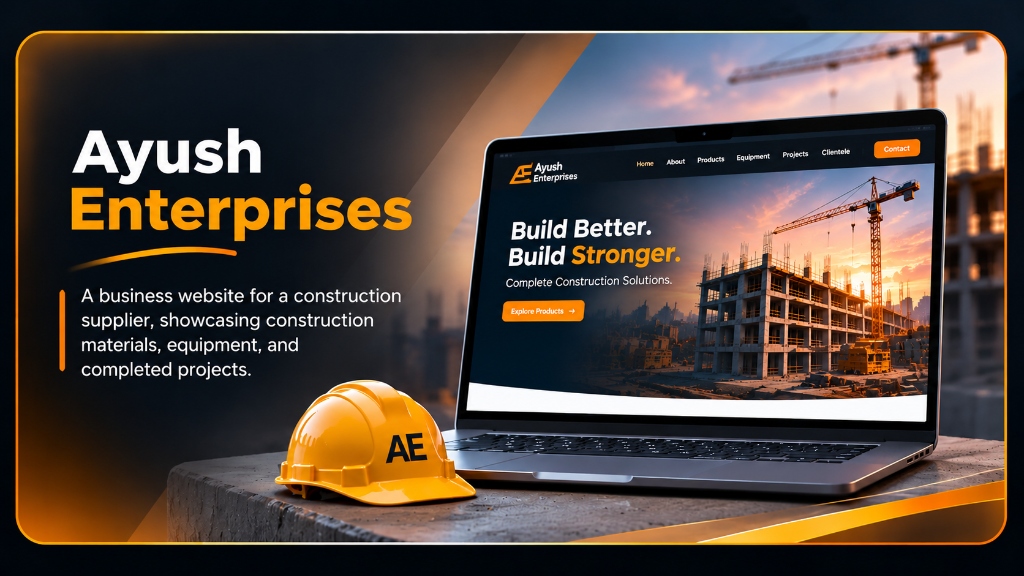 Ayush
Enterprises
A business website for a construction
supplier, showcasing construction
materials, equipment, and
completed projects.
AE
AE Ayush
Enterprises
Home About Products Equipment Projects Clientele Contact
Build Better.
Build Stronger.
Complete Construction Solutions.
Explore Products →